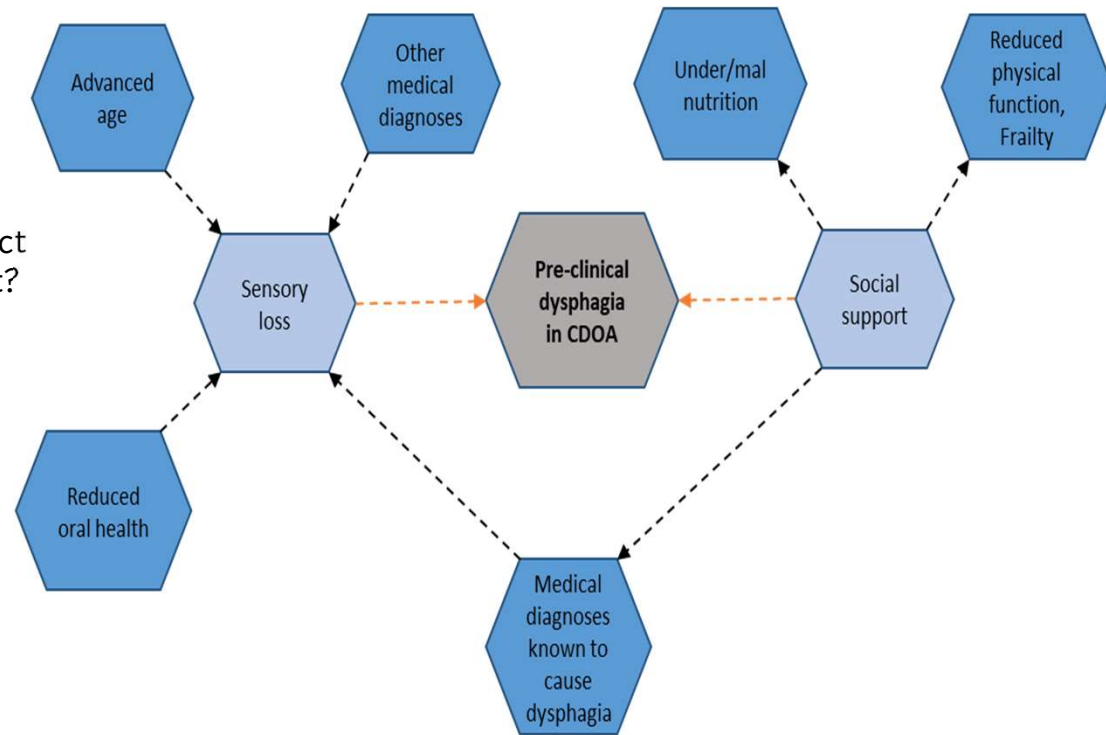 Advanced
age
Other
medical
diagnoses
Under/mal
nutrition
Reduced
physical
function,
Frailty
ct
t?
Sensory
loss
Pre-clinical
dysphagia
in CDOA
Social
support
Reduced
oral health
Medical
diagnoses
known to
cause
dysphagia